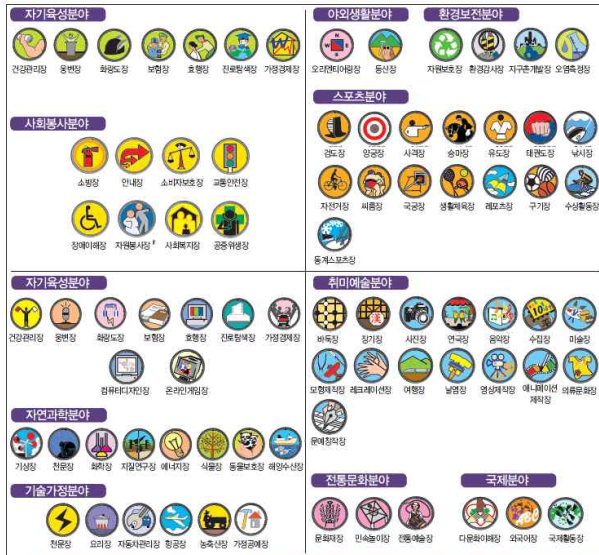 자기육성분야
건강관리장 웅변장 화랑도장 보험장 효행장 진로탐색장 가정경제장
사회봉사분야
소방장 안내장 소비자보호장 교통안전장
장애이해장 자원봉사장 사회복지장 공중위생장
야외생활분야
오리엔티어링장 등산장
환경보전분야
자원보호장 환경감시장 지구촌개발장 오염측정장
스포츠분야
검도장 양궁장 사격장 승마장 유도장 태권도장 낚시장
자전거장 씨름장 국궁장 생활체육장 레포츠장 구기장 수상활동장
동계스포츠장
자기육성분야
건강관리장 웅변장 화랑도장 보험장 효행장 진로탐색장 가정경제장
컴퓨터디자인장 온라인게임장
자연과학분야
기상장 천문장 화학장 지질연구장 에너지장 식물장 동물보호장 해양수산장
기술가정분야
천문장 요리장 자동차관리장 항공장 농축산장 가정공예장
취미예술분야
바둑장 장기장 사진장 연극장 음악장 수집장 미술장
모형제작장 레크레이션장 여행장 날염장 영상제작장 애니메이션제작장 의류문화장
문예창작장
전통문화분야
문화재장 민속놀이장 전통예술장
국제분야
다문화이해장 외국어장 국제활동장